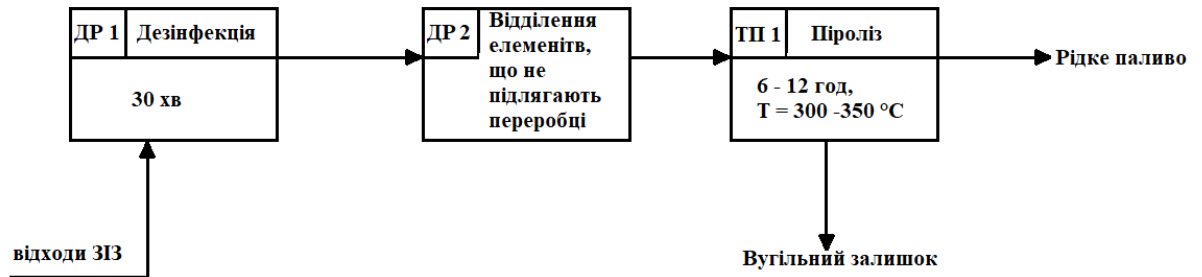 ДР 1
Дезінфекція
30 хв
ДР 2
Відділення
елеменітв,
що не
підлягають
переробці
ТП 1
Піроліз
6 - 12 год,
Т = 300 -350 °С
Рідке паливо
відходи ЗІЗ
Вугільний залишок